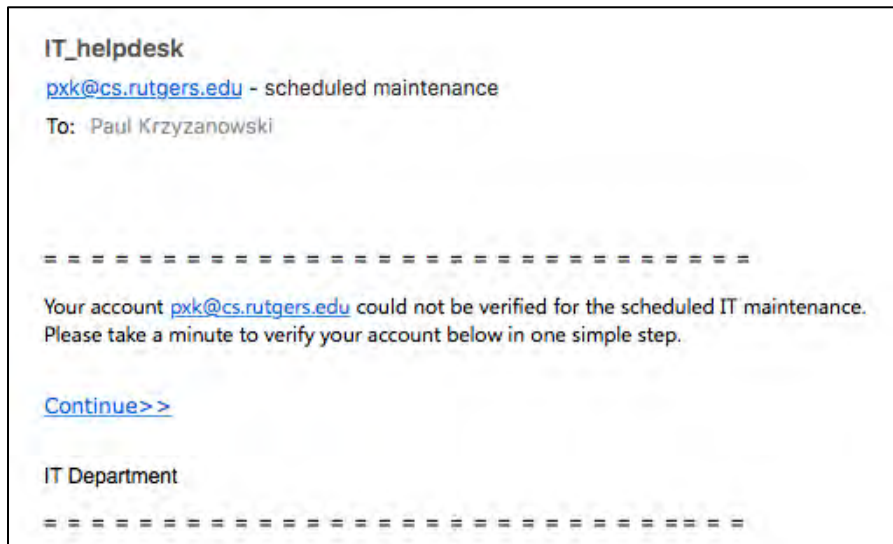 IT_helpdesk
pxk@cs.rutgers.edu - scheduled maintenance
To: Paul Krzyzanowski
= = = = = = = = = = = = = = = = = = = = = = = = = = = = = =
Your account pxk@cs.rutgers.edu could not be verified for the scheduled IT maintenance.
Please take a minute to verify your account below in one simple step.
Continue>>
IT Department
= = = = = = = = = = = = = = = = = = = = = = = = = = == = =